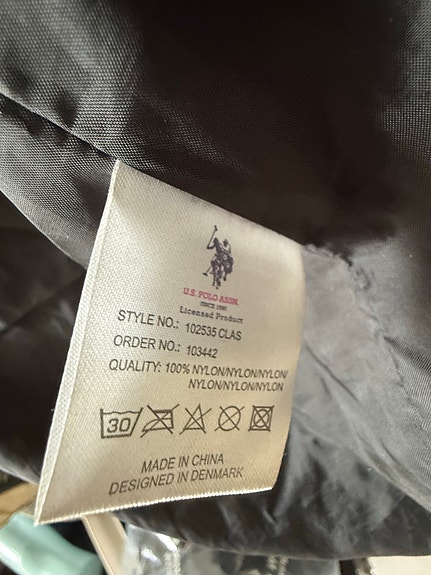 U.S. POLO ASSN.
SINCE 1890
Licensed Product
STYLE NO.: 102535 CLAS
ORDER NO.: 103442
QUALITY: 100% NYLON/NYLON/NYLON/
NYLON/NYLON/NYLON
30
MADE IN CHINA
DESIGNED IN DENMARK